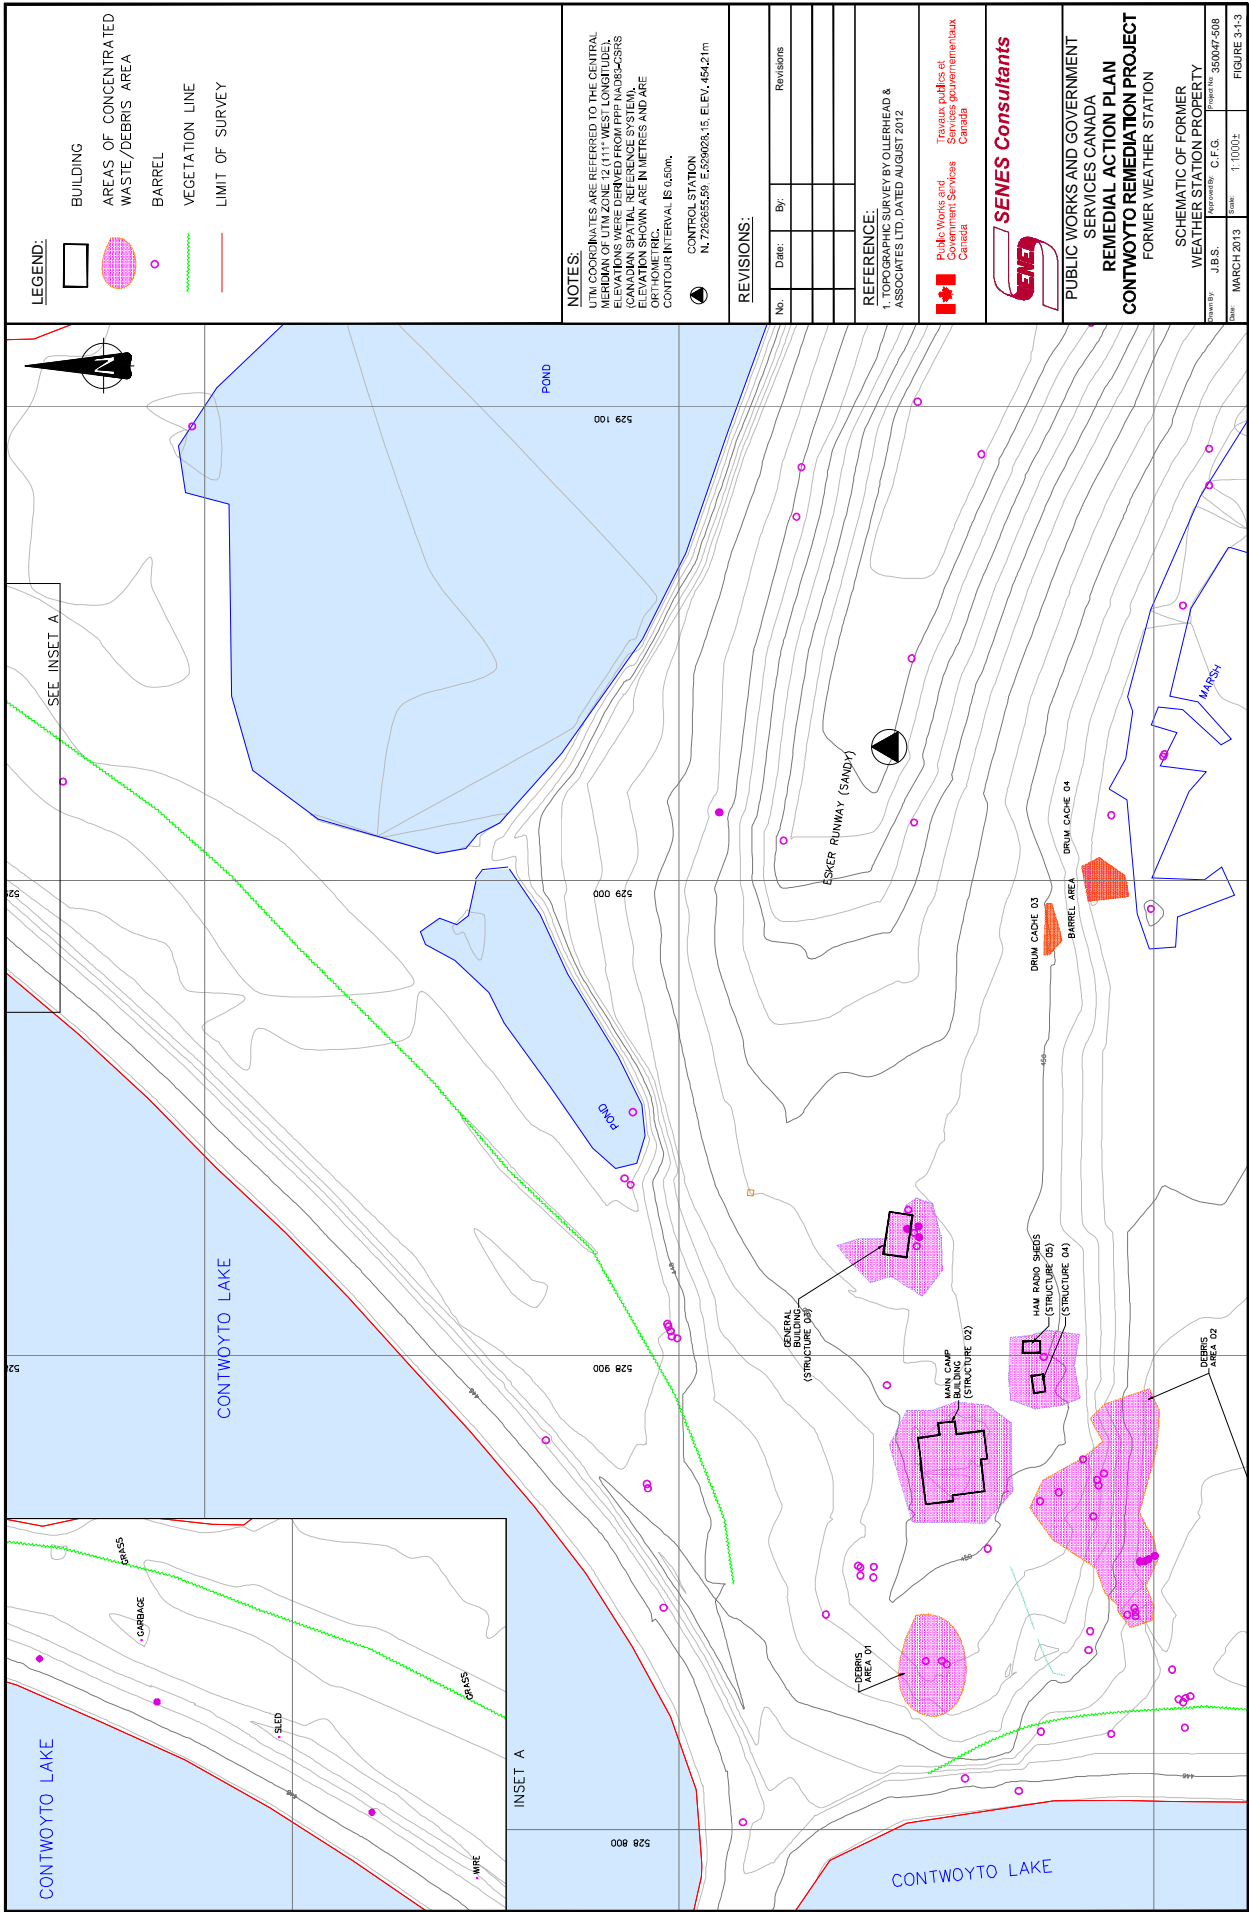 LEGEND:
BUILDING
AREAS OF CONCENTRATED
WASTE/DEBRIS AREA
BARREL
VEGETATION LINE
LIMIT OF SURVEY
NOTES:
UTM COORDINATES ARE REFERRED TO THE CENTRAL
MERIDIAN OF UTM ZONE 12 (111° WEST LONGITUDE).
ELEVATIONS WERE DERIVED FROM PPP NAD83-CSRS
(CANADIAN SPATIAL REFERENCE SYSTEM).
ELEVATION SHOWN ARE IN METRES AND ARE
ORTHOMETRIC.
CONTOUR INTERVAL IS 0.50m.
CONTROL STATION
N. 7262655.59, E.529028.15, ELEV. 454.21m
REVISIONS:
No. Date: By: Revisions
REFERENCE:
1. TOPOGRAPHIC SURVEY BY OLLERHEAD &
ASSOCIATES LTD, DATED AUGUST 2012
Public Works and
Government Services
Canada
Travaux publics et
Services gouvernementaux
Canada
SENES
SENES Consultants
PUBLIC WORKS AND GOVERNMENT
SERVICES CANADA
REMEDIAL ACTION PLAN
CONTWOYTO REMEDIATION PROJECT
FORMER WEATHER STATION
SCHEMATIC OF FORMER
WEATHER STATION PROPERTY
Drawn By: J.B.S. Approved By: C.F.G. Project No: 350047-508
Date: MARCH 2013 Scale: 1:1000± FIGURE 3-1-3
N
SEE INSET A
POND
529 100
529 000
528 900
528 800
POND
CONTWOYTO LAKE
ESKER RUNWAY (SANDY)
MARSH
DRUM CACHE 03
BARREL AREA
DRUM CACHE 04
450
GENERAL
BUILDING
(STRUCTURE 03)
HAM RADIO SHEDS
(STRUCTURE 05)
(STRUCTURE 04)
MAIN CAMP
BUILDING
(STRUCTURE 02)
DEBRIS
AREA 02
DEBRIS
AREA 01
450
446
CONTWOYTO LAKE
INSET A
CONTWOYTO LAKE
GARBAGE
GRASS
SLED
GRASS
WIRE